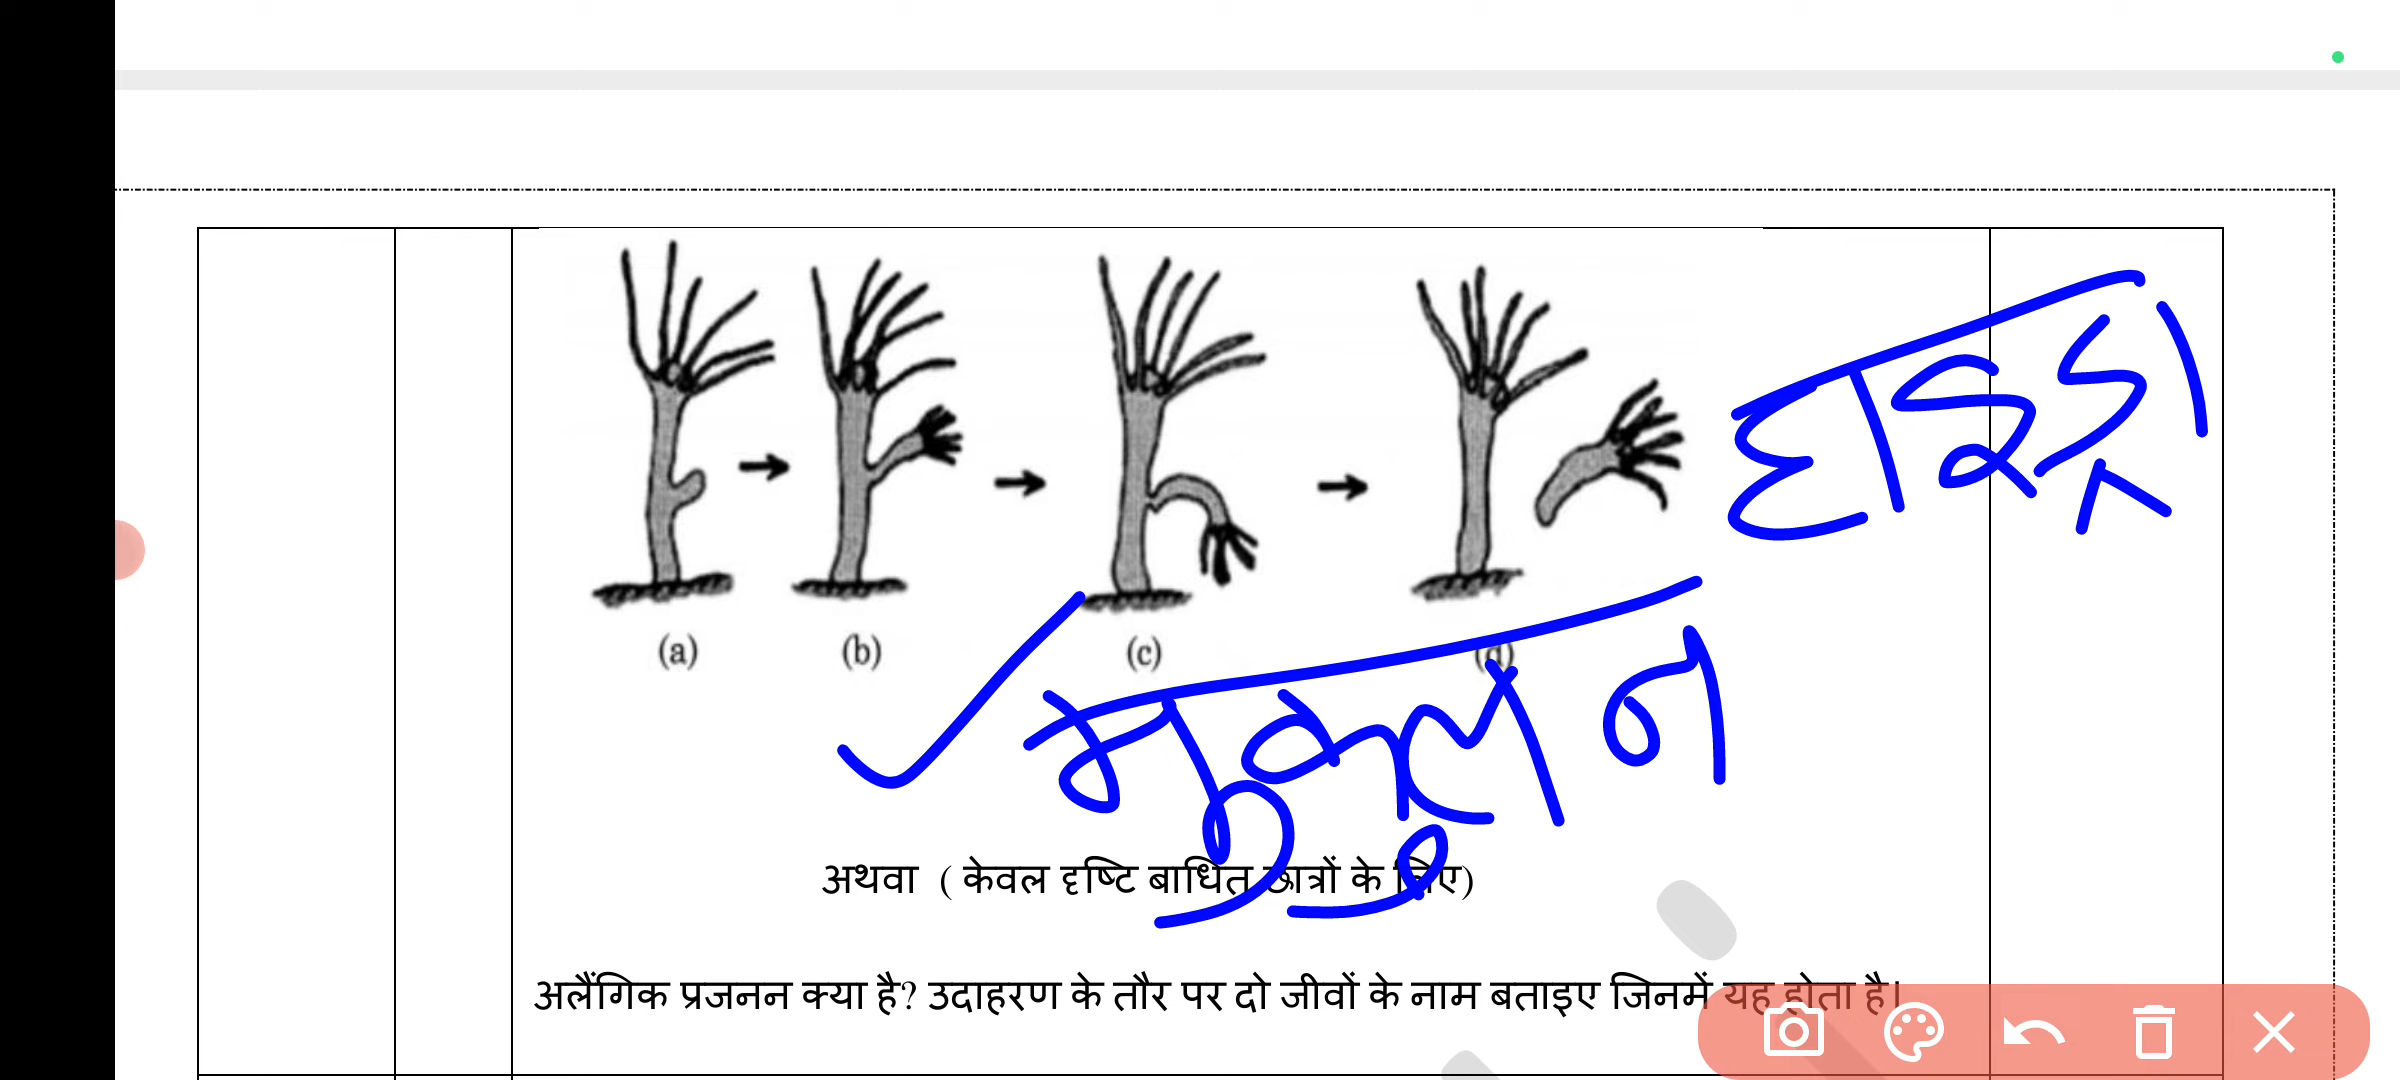 हाइड्रा
(a) (b) (c) (d)
मुकुलन
अथवा ( केवल दृष्टि बाधित छात्रों के लिए)
अलैंगिक प्रजनन क्या है? उदाहरण के तौर पर दो जीवों के नाम बताइए जिनमें यह होता है।